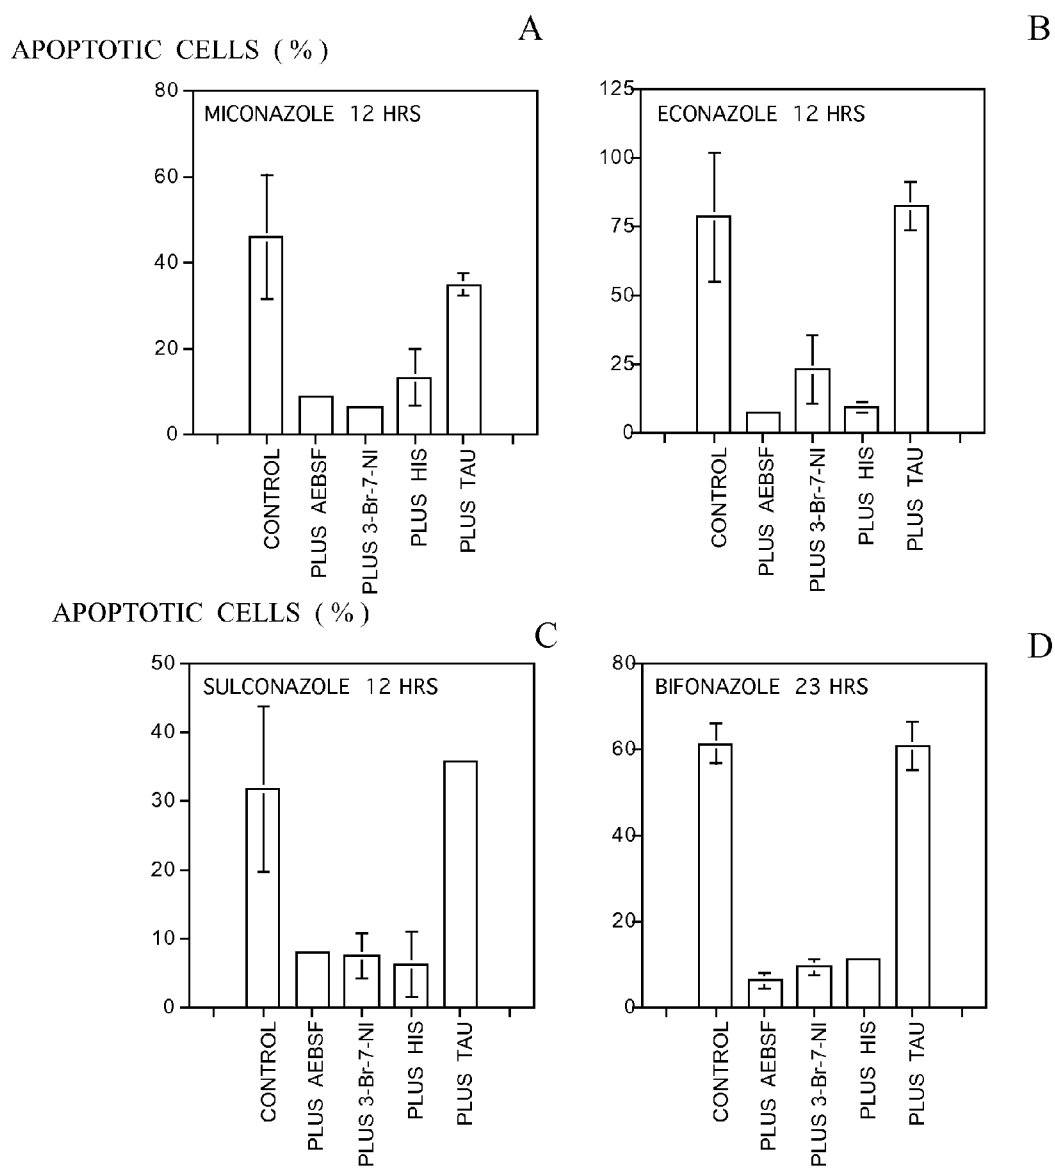 A
B
APOPTOTIC CELLS (%)
80
60
40
20
0
MICONAZOLE 12 HRS
CONTROL
PLUS AEBSF
PLUS 3-Br-7-NI
PLUS HIS
PLUS TAU
125
100
75
50
25
0
ECONAZOLE 12 HRS
CONTROL
PLUS AEBSF
PLUS 3-Br-7-NI
PLUS HIS
PLUS TAU
APOPTOTIC CELLS (%)
C
D
50
40
30
20
10
0
SULCONAZOLE 12 HRS
CONTROL
PLUS AEBSF
PLUS 3-Br-7-NI
PLUS HIS
PLUS TAU
80
60
40
20
0
BIFONAZOLE 23 HRS
CONTROL
PLUS AEBSF
PLUS 3-Br-7-NI
PLUS HIS
PLUS TAU